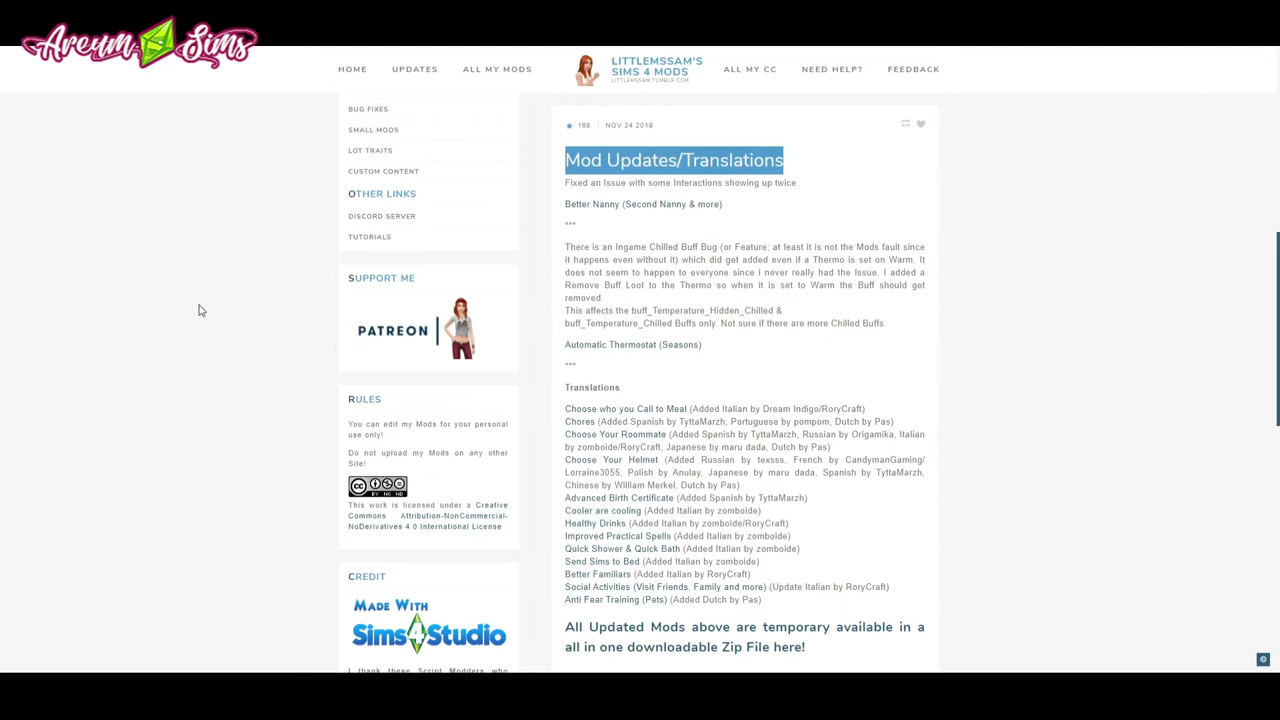 Areum Sims
HOME
UPDATES
ALL MY MODS
LITTLEMSSAM'S
SIMS 4 MODS
LITTLEMSSAM.TUMBLR.COM
ALL MY CC
NEED HELP?
FEEDBACK
BUG FIXES
SMALL MODS
LOT TRAITS
CUSTOM CONTENT
OTHER LINKS
DISCORD SERVER
TUTORIALS
SUPPORT ME
PATREON
RULES
You can edit my Mods for your personal
use only!
Do not upload my Mods on any other
Site!
CC BY NC ND
This work is licensed under a Creative
Commons Attribution-NonCommercial-
NoDerivatives 4.0 International License
CREDIT
MADE WITH
Sims4Studio
I thank these Script Modders who
168 | NOV 24 2019
Mod Updates/Translations
Fixed an Issue with some Interactions showing up twice
Better Nanny (Second Nanny & more)
***
There is an Ingame Chilled Buff Bug (or Feature; at least it is not the Mods fault since
it happens even without it) which did get added even if a Thermo is set on Warm. It
does not seem to happen to everyone since i never really had the Issue. I added a
Remove Buff Loot to the Thermo so when it is set to Warm the Buff should get
removed.
This affects the buff_Temperature_Hidden_Chilled &
buff_Temperature_Chilled Buffs only. Not sure if there are more Chilled Buffs.
Automatic Thermostat (Seasons)
***
Translations
Choose who you Call to Meal (Added Italian by Dream Indigo/RoryCraft)
Chores (Added Spanish by TyttaMarzh, Portuguese by pompom, Dutch by Pas)
Choose Your Roommate (Added Spanish by TyttaMarzh, Russian by Origamika, Italian
by zomboide/RoryCraft, Japanese by maru dada, Dutch by Pas)
Choose Your Helmet (Added Russian by texsss, French by CandymanGaming/
Lorraine3055, Polish by Anulay, Japanese by maru dada, Spanish by TyttaMarzh,
Chinese by William Merkel, Dutch by Pas)
Advanced Birth Certificate (Added Spanish by TyttaMarzh)
Cooler are cooling (Added Italian by zomboide)
Healthy Drinks (Added Italian by zomboide/RoryCraft)
Improved Practical Spells (Added Italian by zomboide)
Quick Shower & Quick Bath (Added Italian by zomboide)
Send Sims to Bed (Added Italian by zomboide)
Better Familiars (Added Italian by RoryCraft)
Social Activities (Visit Friends, Family and more) (Update Italian by RoryCraft)
Anti Fear Training (Pets) (Added Dutch by Pas)
All Updated Mods above are temporary available in a
all in one downloadable Zip File here!